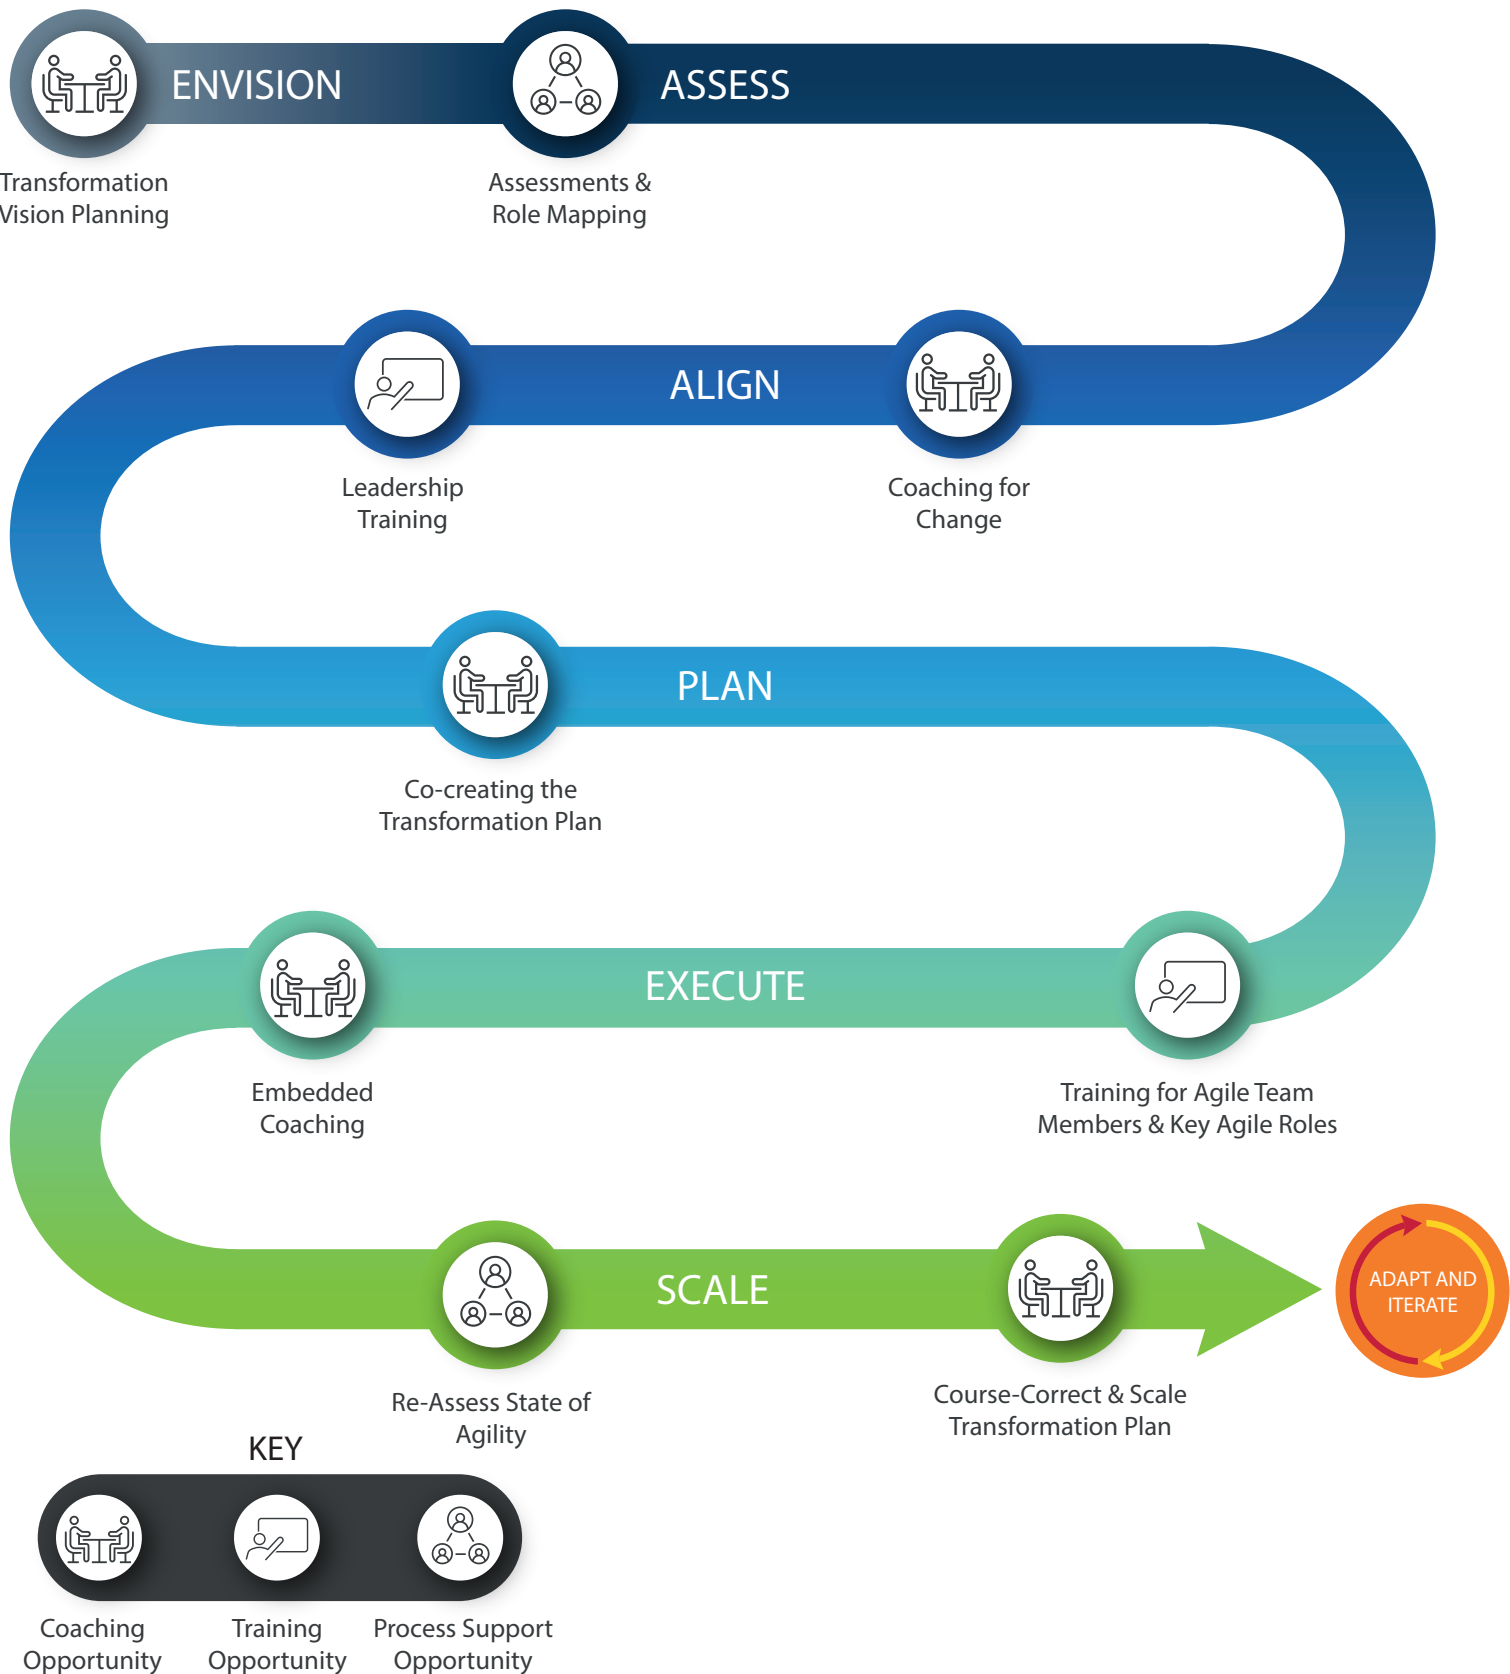 ENVISION
ASSESS
Transformation
Vision Planning
Assessments &
Role Mapping
ALIGN
Leadership
Training
Coaching for
Change
PLAN
Co-creating the
Transformation Plan
EXECUTE
Embedded
Coaching
Training for Agile Team
Members & Key Agile Roles
SCALE
ADAPT AND
ITERATE
Re-Assess State of
Agility
Course-Correct & Scale
Transformation Plan
KEY
Coaching
Opportunity
Training
Opportunity
Process Support
Opportunity